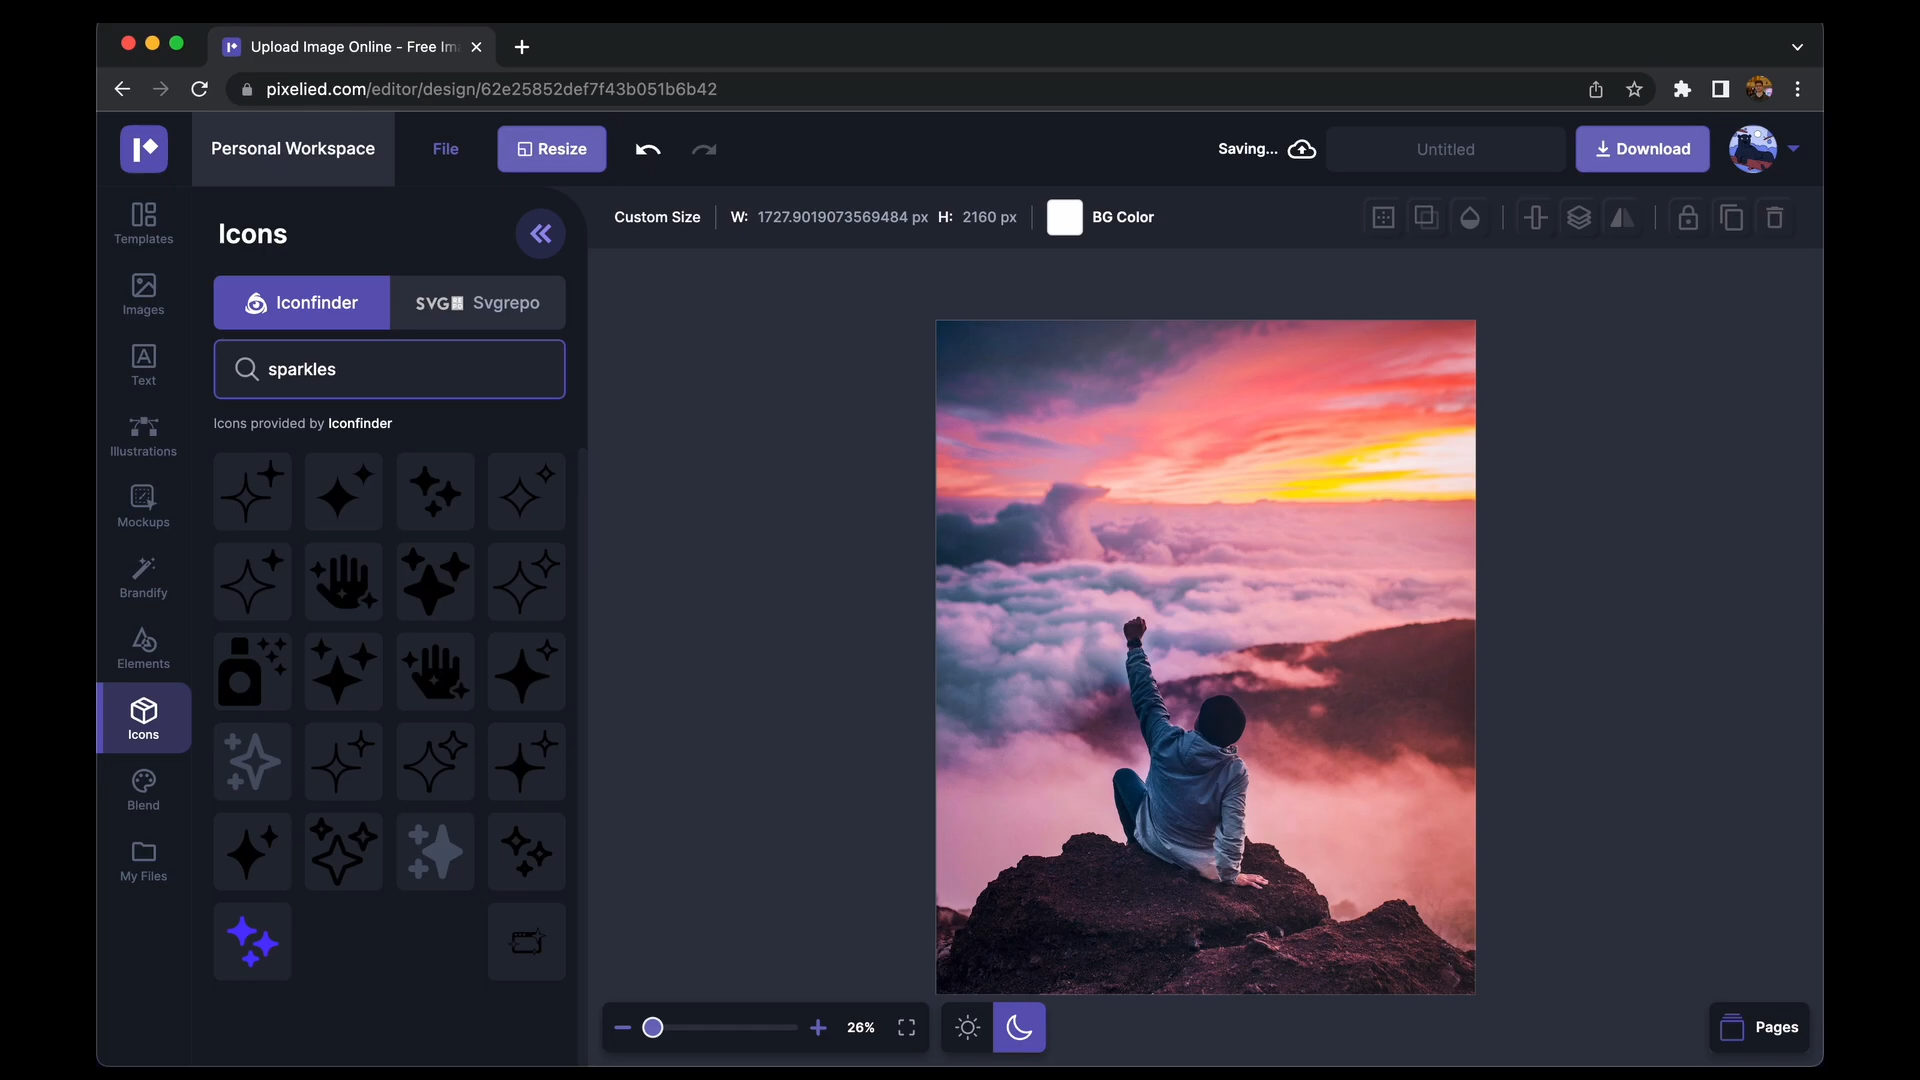 Upload Image Online - Free Im
pixelied.com/editor/design/62e25852def7f43b051b6b42
Personal Workspace
File
Resize
Saving...
Untitled
Download
Templates
Images
Text
Illustrations
Mockups
Brandify
Elements
Icons
Blend
My Files
Icons
Iconfinder
SVG Svgrepo
sparkles
Icons provided by Iconfinder
Custom Size
W: 1727.9019073569484 px H: 2160 px
BG Color
26%
Pages